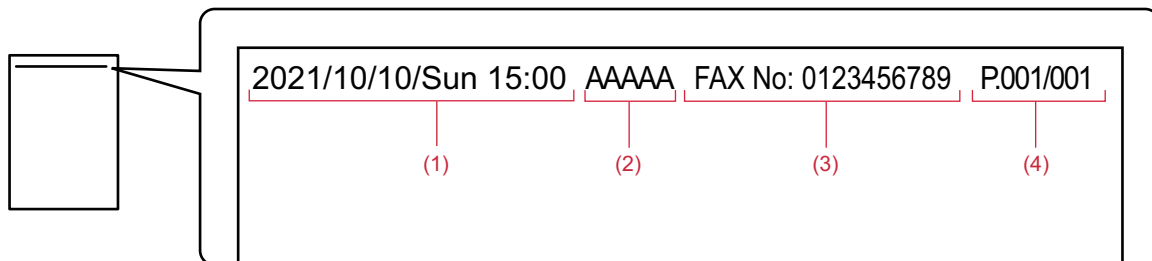 2021/10/10/Sun 15:00 AAAAA FAX No: 0123456789 P.001/001
(1) (2) (3) (4)